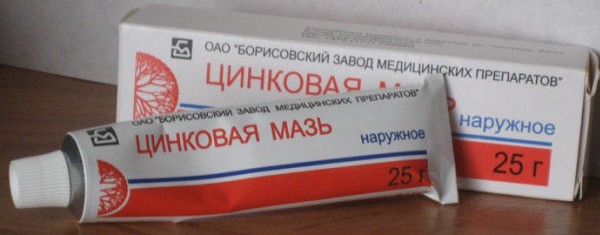 ОАО "БОРИСОВСКИЙ ЗАВОД МЕДИЦИНСКИХ ПРЕПАРАТОВ"
ЦИНКОВАЯ
наружное
25 г
ОАО "БОРИСОВСКИЙ ЗАВОД МЕДИЦИНСКИХ ПРЕПАРАТОВ"
ЦИНКОВАЯ МАЗЬ
наружное
25 г